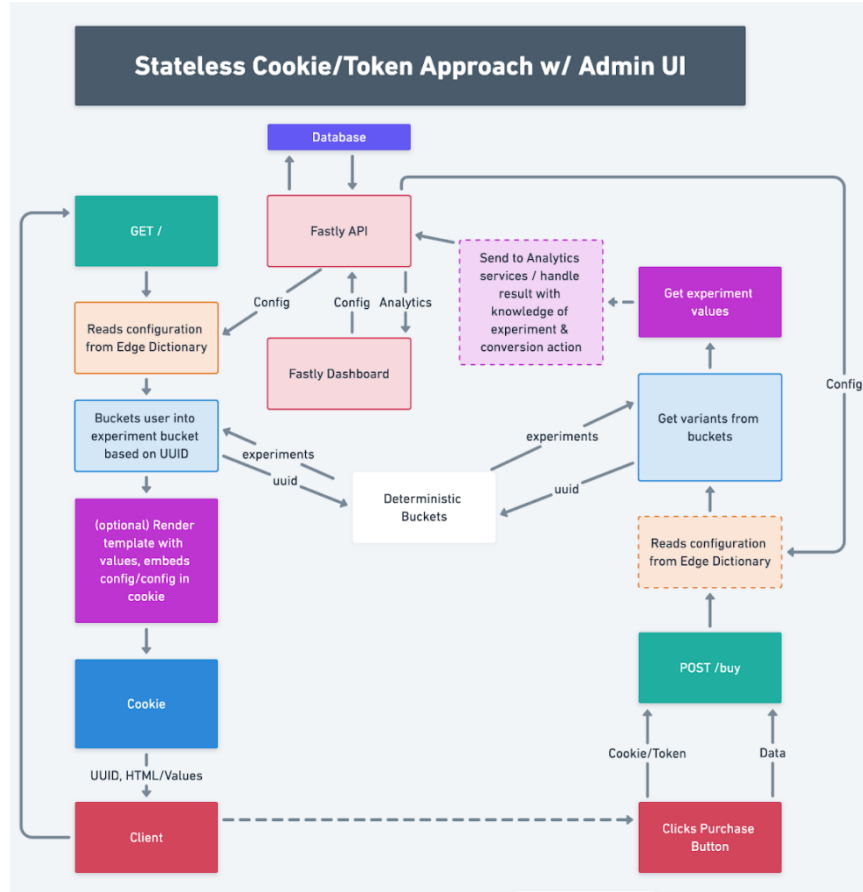 Stateless Cookie/Token Approach w/ Admin UI
Database
GET /
Fastly API
Send to Analytics
services / handle
result with
knowledge of
experiment &
conversion action
Get experiment
values
Config
Config
Analytics
Reads configuration
from Edge Dictionary
Fastly Dashboard
Config
Buckets user into
experiment bucket
based on UUID
Get variants from
buckets
experiments
experiments
uuid
uuid
Deterministic
Buckets
(optional) Render
template with
values, embeds
config/config in
cookie
Reads configuration
from Edge Dictionary
Cookie
POST /buy
Cookie/Token
Data
UUID, HTML/Values
Client
Clicks Purchase
Button